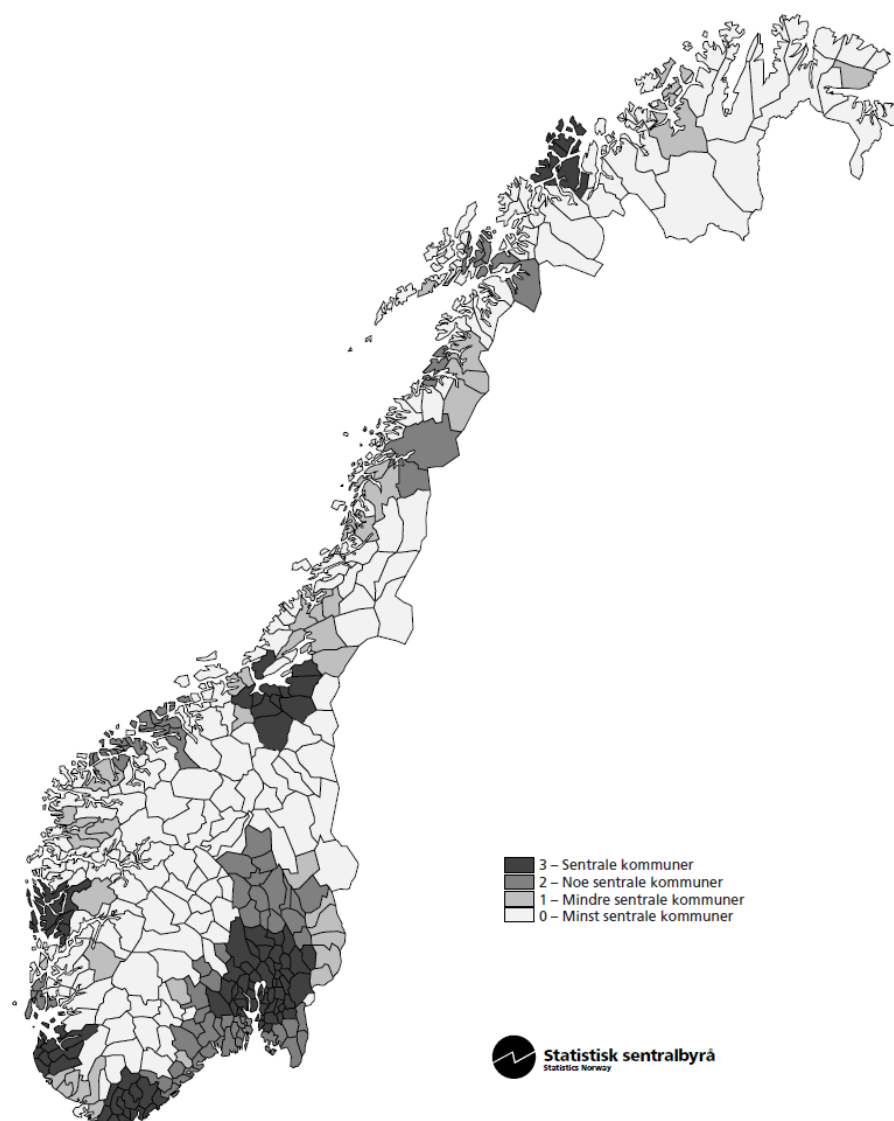 3 – Sentrale kommuner
2 – Noe sentrale kommuner
1 – Mindre sentrale kommuner
0 – Minst sentrale kommuner
Statistisk sentralbyrå
Statistics Norway